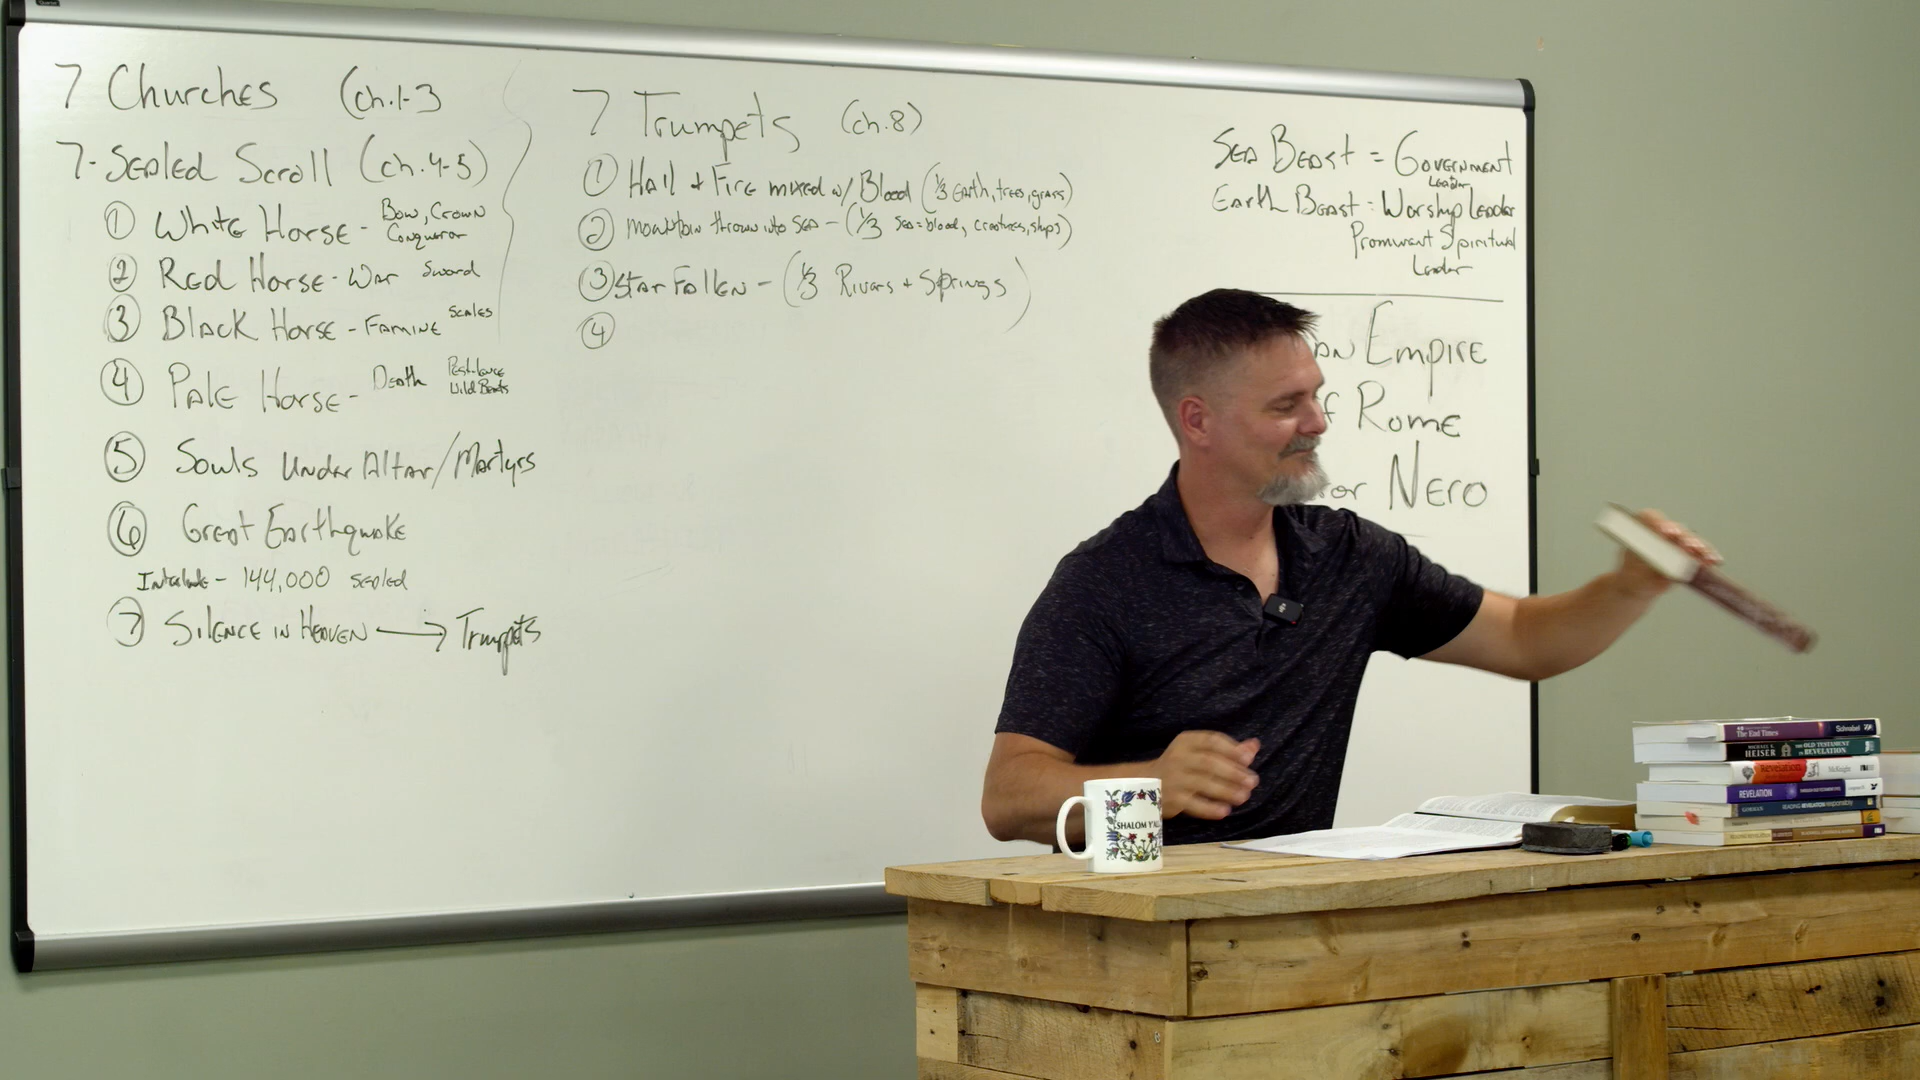 7 Churches (ch.1-3
7-Sealed Scroll (ch.4-5)
① White Horse - Bow, Crown
Conqueror
② Red Horse - War Sword
③ Black Horse - Famine Scales
④ Pale Horse - Death Pestilence
Wild Beasts
⑤ Souls Under Altar/Martyrs
⑥ Great Earthquake
Interlude - 144,000 sealed
⑦ Silence in Heaven → Trumpets
7 Trumpets (ch.8)
① Hail + Fire mixed w/ Blood (1/3 Earth, trees, grass)
② Mountain thrown into Sea - (1/3 Sea=blood, creatures, ships)
③ Star Fallen - (1/3 Rivers + Springs)
④
Sea Beast = Government
Leader
Earth Beast = Worship Leader
Prominent Spiritual
Leader
Empire
Rome
Nero
SHALOM Y'ALL
The End Times Schnabel
MICHAEL S. HEISER THE OLD TESTAMENT IN REVELATION
Revelation McKnight
REVELATION
GORMAN READING REVELATION RESPONSIBLY